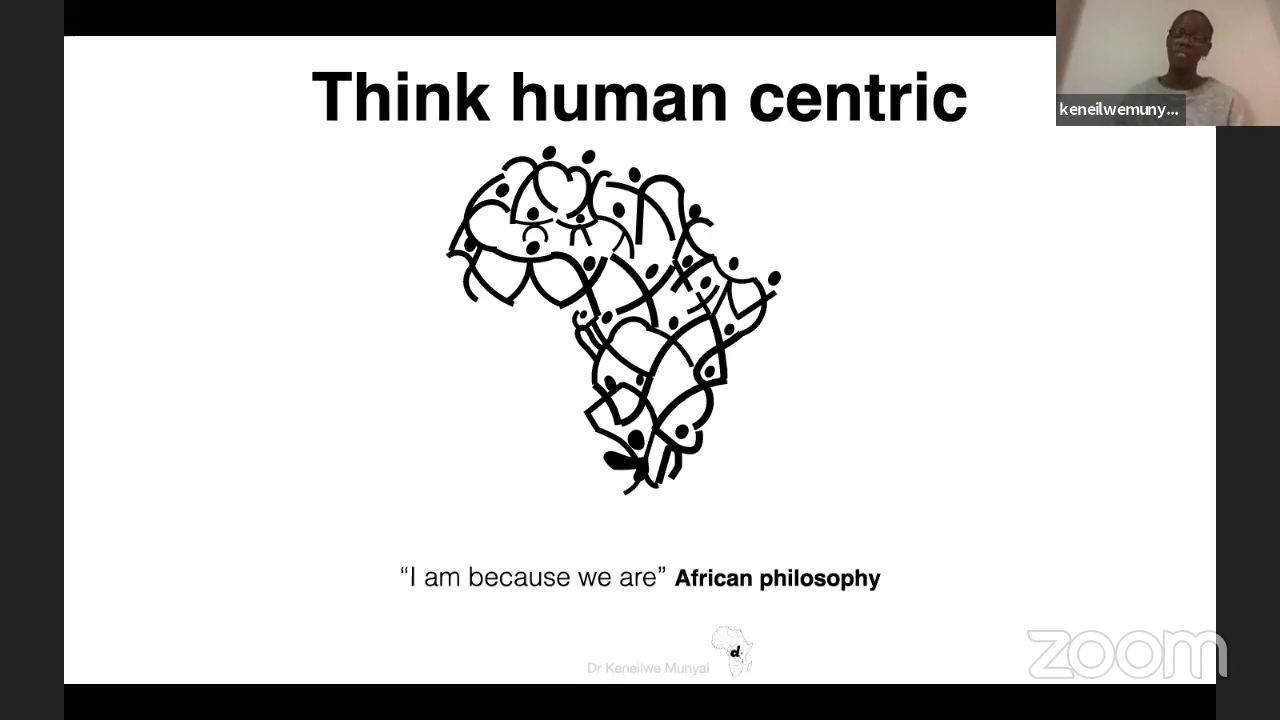 Think human centric
keneilwemuny...
“I am because we are” African philosophy
d.
Dr Keneilwe Munyai
zoom